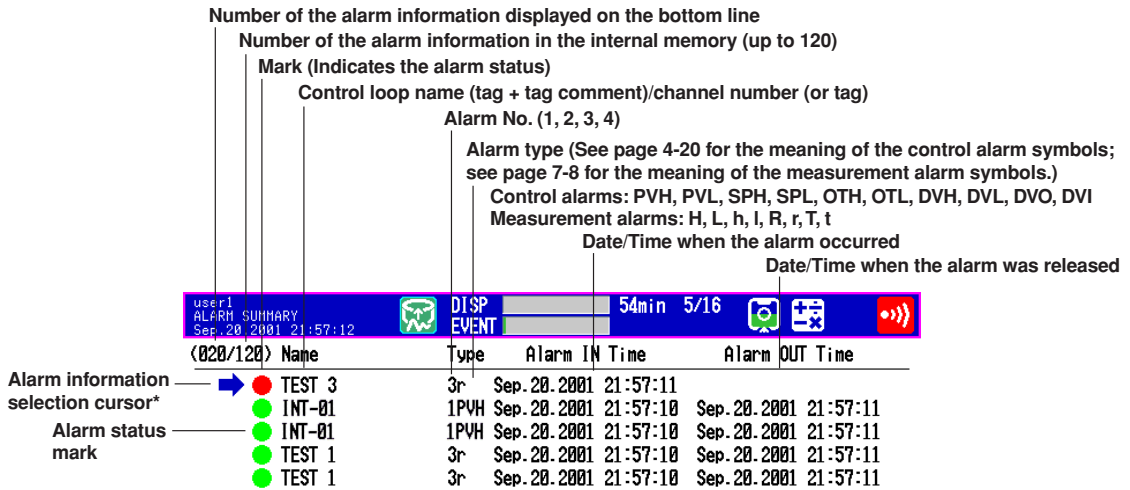 Number of the alarm information displayed on the bottom line
Number of the alarm information in the internal memory (up to 120)
Mark (Indicates the alarm status)
Control loop name (tag + tag comment)/channel number (or tag)
Alarm No. (1, 2, 3, 4)
Alarm type (See page 4-20 for the meaning of the control alarm symbols;
see page 7-8 for the meaning of the measurement alarm symbols.)
Control alarms: PVH, PVL, SPH, SPL, OTH, OTL, DVH, DVL, DVO, DVI
Measurement alarms: H, L, h, l, R, r, T, t
Date/Time when the alarm occurred
Date/Time when the alarm was released
user1
ALARM SUMMARY
Sep.20.2001 21:57:12
DISP 54min 5/16
EVENT
(020/120) Name Type Alarm IN Time Alarm OUT Time
Alarm information
selection cursor*
TEST 3 3r Sep.20.2001 21:57:11
INT-01 1PVH Sep.20.2001 21:57:10 Sep.20.2001 21:57:11
Alarm status
mark
INT-01 1PVH Sep.20.2001 21:57:10 Sep.20.2001 21:57:11
TEST 1 3r Sep.20.2001 21:57:10 Sep.20.2001 21:57:11
TEST 1 3r Sep.20.2001 21:57:10 Sep.20.2001 21:57:11